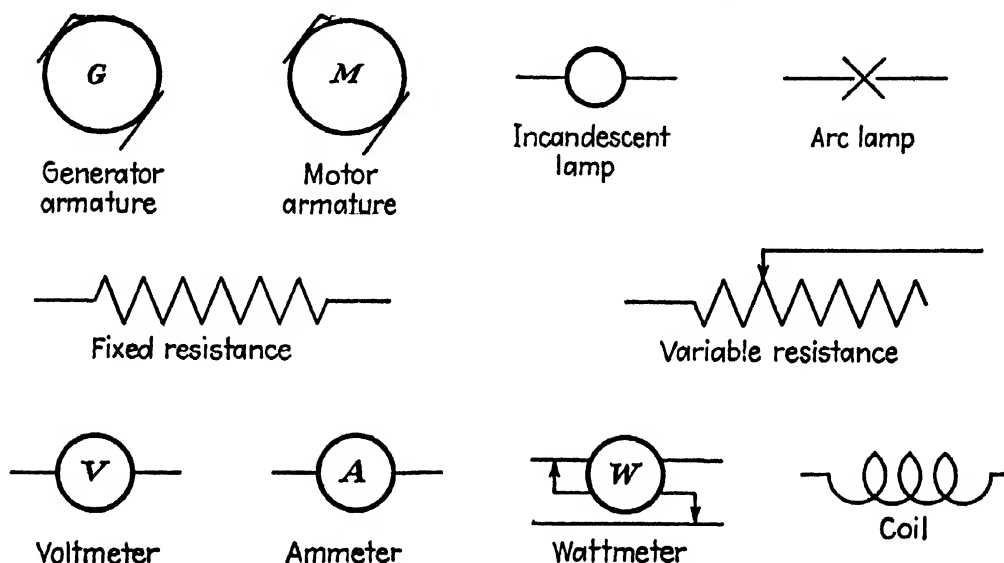 G
M
Generator
armature
Motor
armature
Incandescent
lamp
Arc lamp
Fixed resistance
Variable resistance
V
A
W
Voltmeter
Ammeter
Wattmeter
Coil